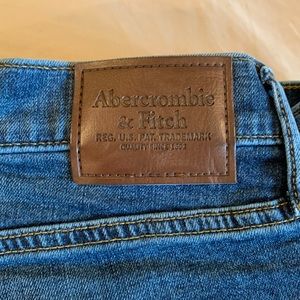 Abercrombie
& Fitch
REG. U.S. PAT. TRADEMARK
QUALITY SINCE 1892